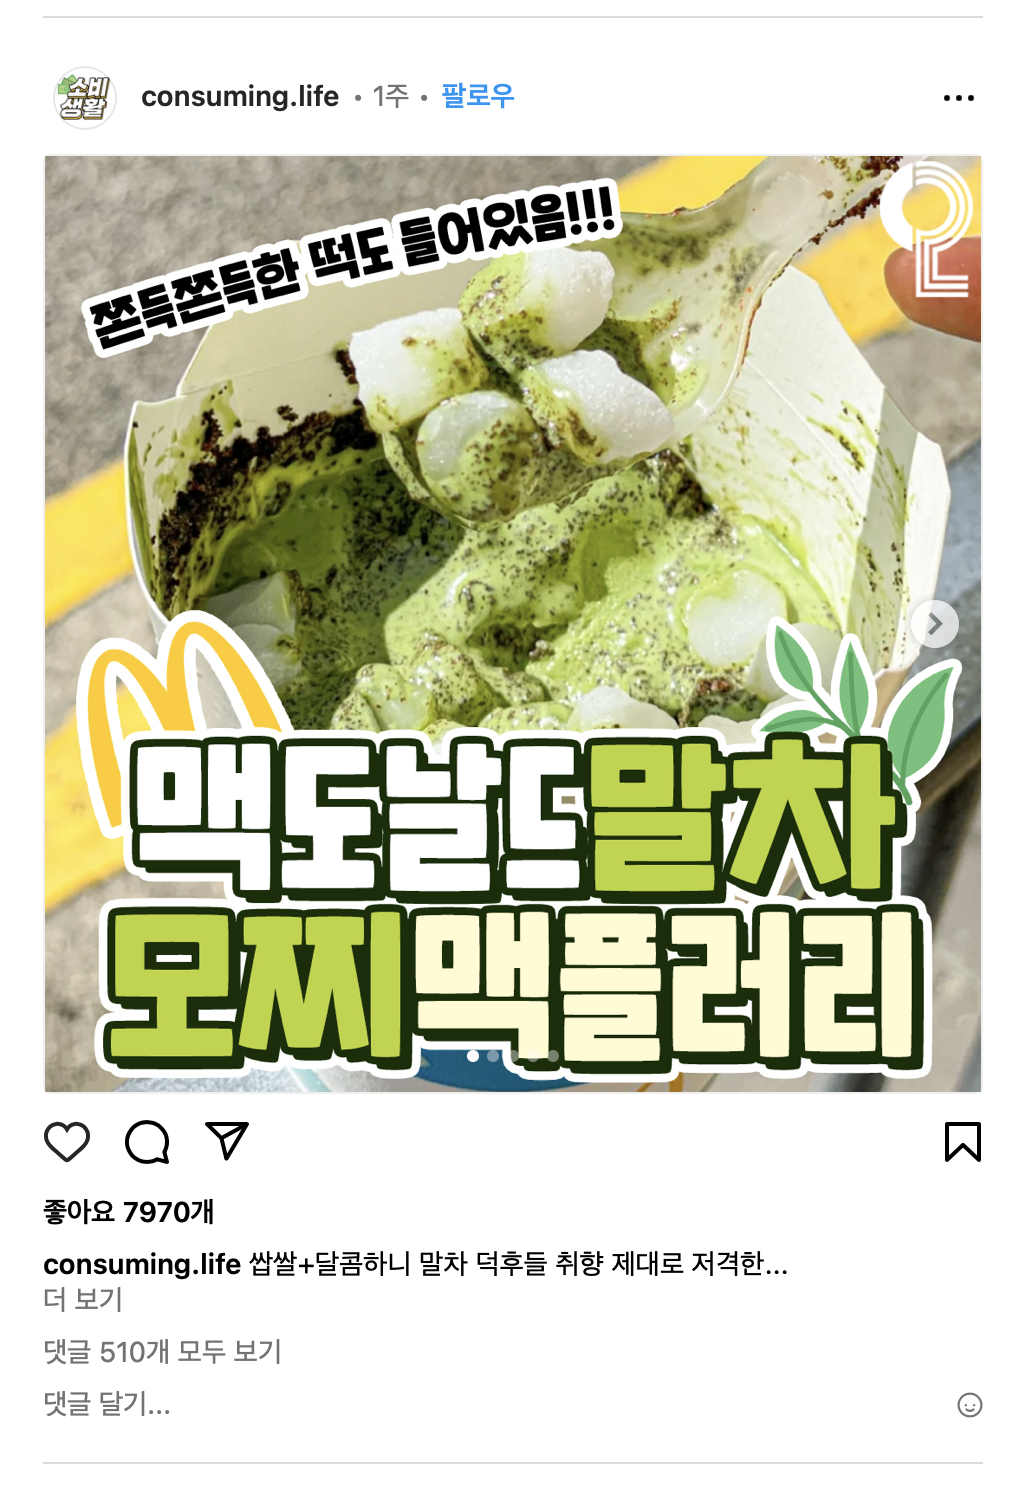 소비
생활
consuming.life • 1주 • 팔로우
쫀득쫀득한 떡도 들어있음!!!
맥도날드말차
모찌맥플러리
좋아요 7970개
consuming.life 쌉쌀+달콤하니 말차 덕후들 취향 제대로 저격한...
더 보기
댓글 510개 모두 보기
댓글 달기...